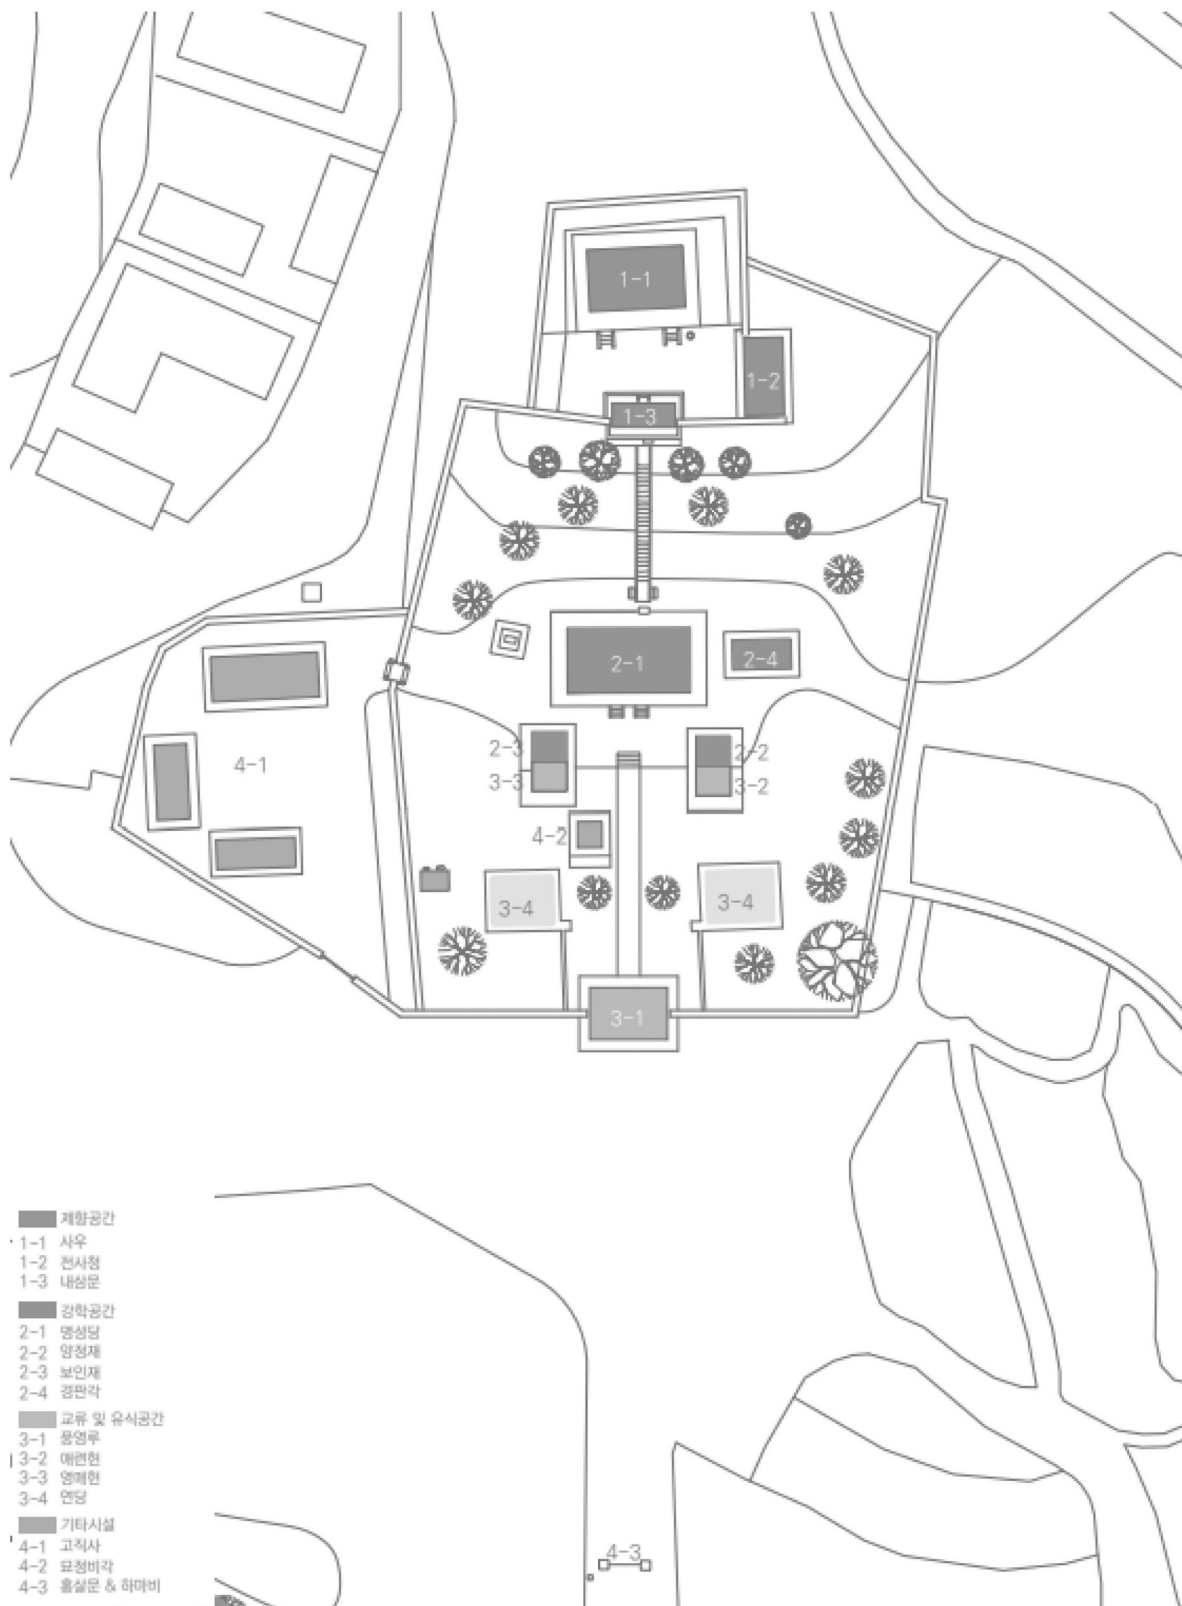 1-1
1-2
1-3
2-1
2-4
2-3
2-2
3-3
3-2
4-1
4-2
3-4
3-4
3-1
제향공간
1-1 사우
1-2 전사청
1-3 내삼문
강학공간
2-1 명성당
2-2 양정재
2-3 보인재
2-4 경판각
교류 및 유식공간
3-1 풍영루
3-2 애련헌
3-3 영매헌
3-4 연당
기타시설
4-1 고직사
4-2 묘정비각
4-3 홍살문 & 하마비
4-3